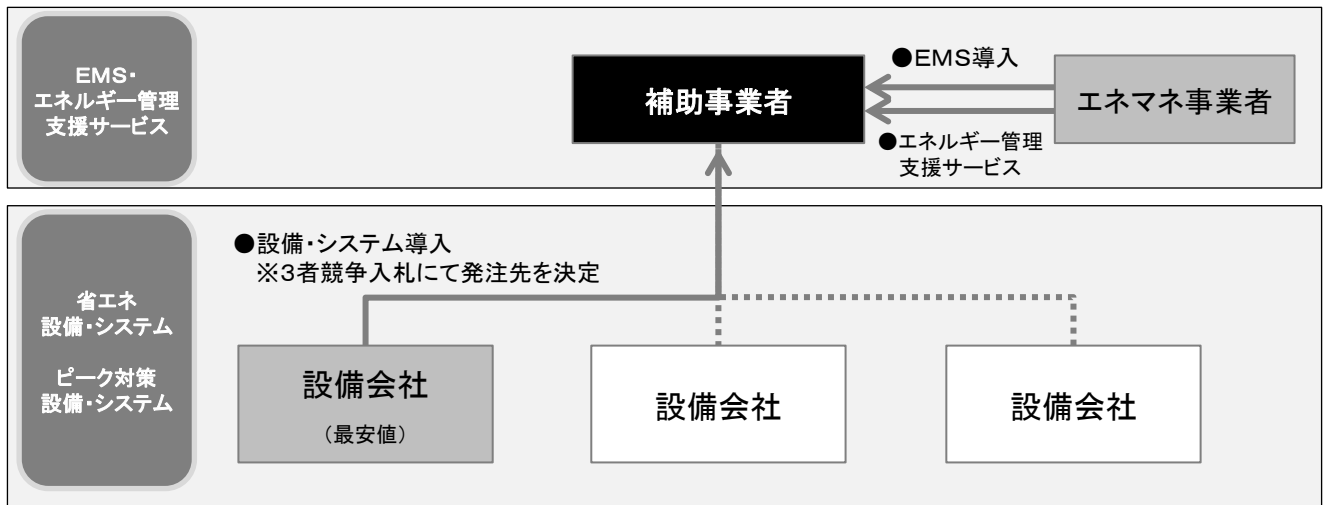 EMS・
エネルギー管理
支援サービス
補助事業者
●EMS導入
エネマネ事業者
●エネルギー管理
支援サービス
省エネ
設備・システム
ピーク対策
設備・システム
●設備・システム導入
※3者競争入札にて発注先を決定
設備会社
（最安値）
設備会社
設備会社